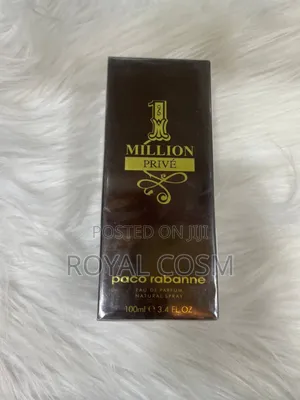 1
MILLION
PRIVÉ
POSTED ON JIJI
ROYAL COSM
paco rabanne
EAU DE PARFUM
NATURAL SPRAY
100ml e 3.4 FL.OZ